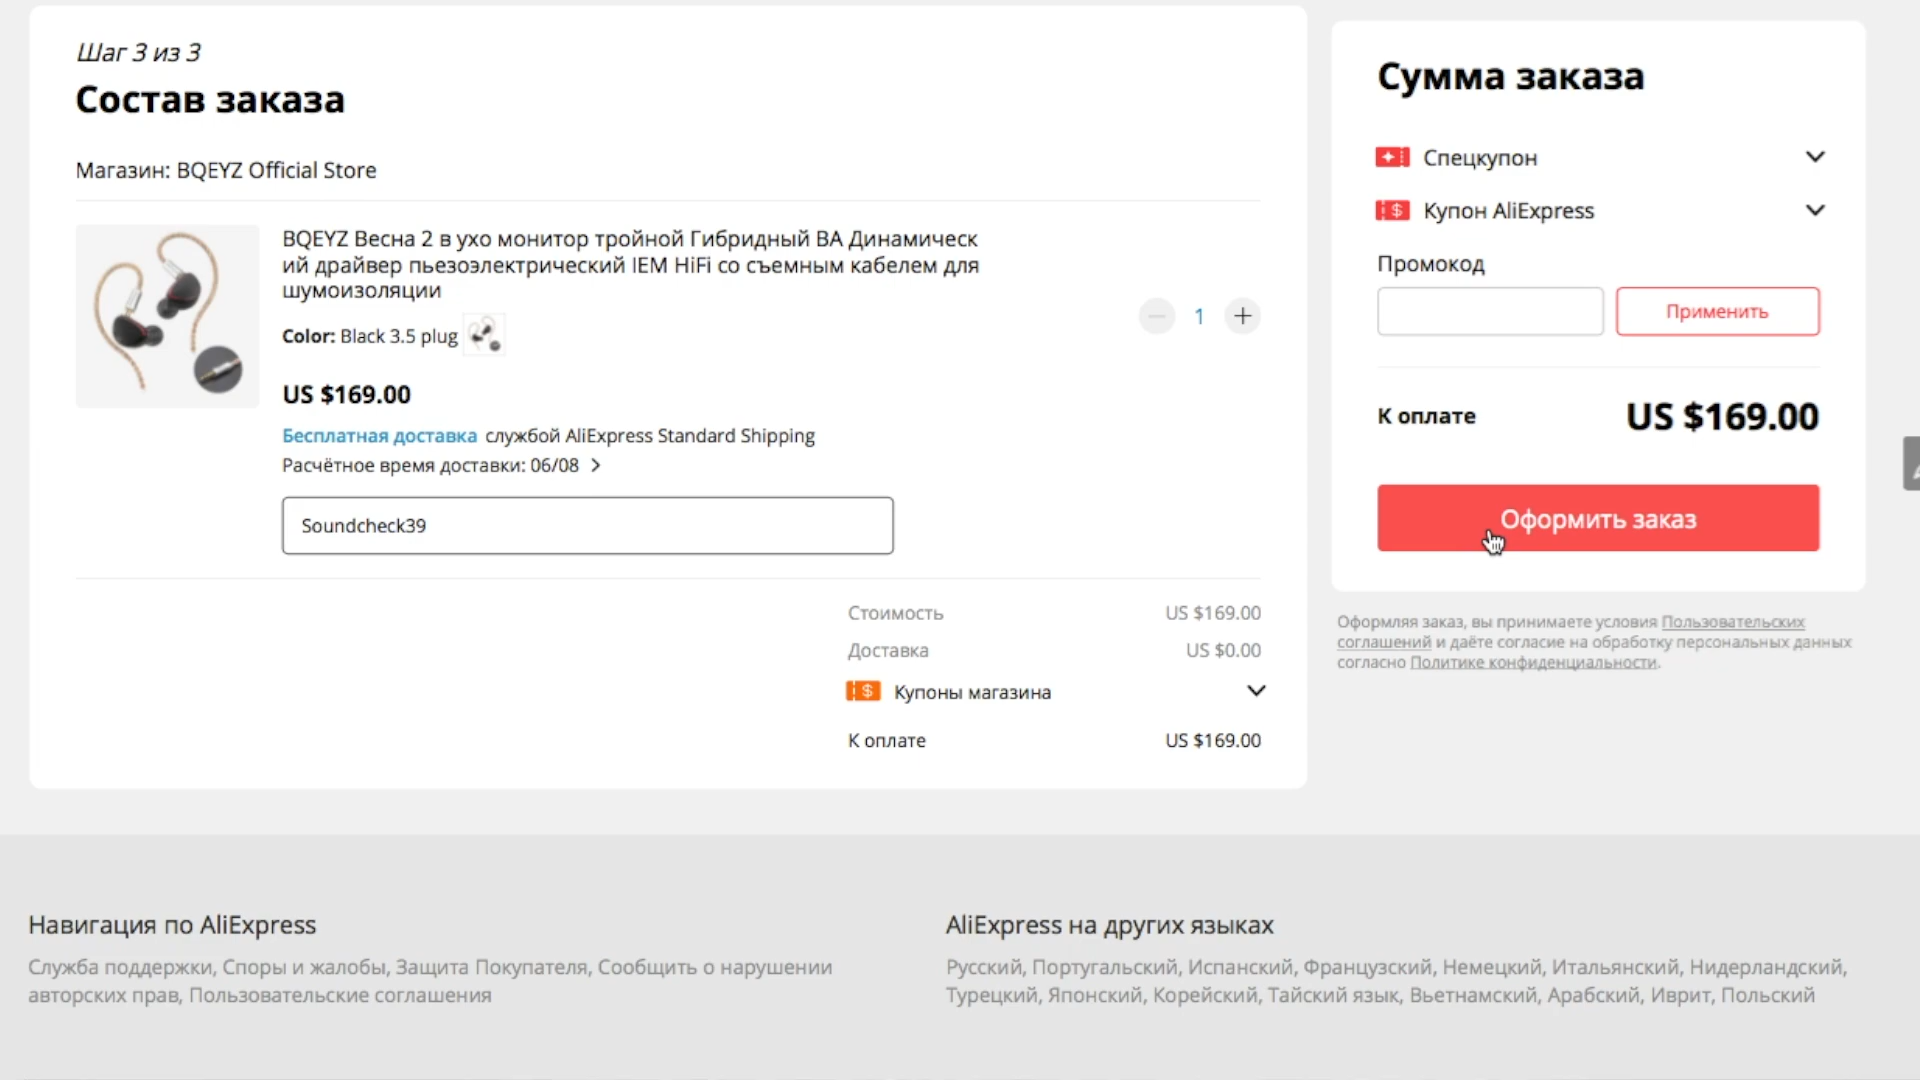 Шаг 3 из 3
Состав заказа
Магазин: BQEYZ Official Store
BQEYZ Весна 2 в ухо монитор тройной Гибридный BA Динамическ
ий драйвер пьезоэлектрический IEM HiFi со съемным кабелем для
шумоизоляции
Color: Black 3.5 plug
1
US $169.00
Бесплатная доставка службой AliExpress Standard Shipping
Расчётное время доставки: 06/08
Soundcheck39
Стоимость US $169.00
Доставка US $0.00
Купоны магазина
К оплате US $169.00
Сумма заказа
Спецкупон
Купон AliExpress
Промокод
Применить
К оплате US $169.00
Оформить заказ
Оформляя заказ, вы принимаете условия Пользовательских
соглашений и даёте согласие на обработку персональных данных
согласно Политике конфиденциальности.
Навигация по AliExpress
Служба поддержки, Споры и жалобы, Защита Покупателя, Сообщить о нарушении
авторских прав, Пользовательские соглашения
AliExpress на других языках
Русский, Португальский, Испанский, Французский, Немецкий, Итальянский, Нидерландский,
Турецкий, Японский, Корейский, Тайский язык, Вьетнамский, Арабский, Иврит, Польский